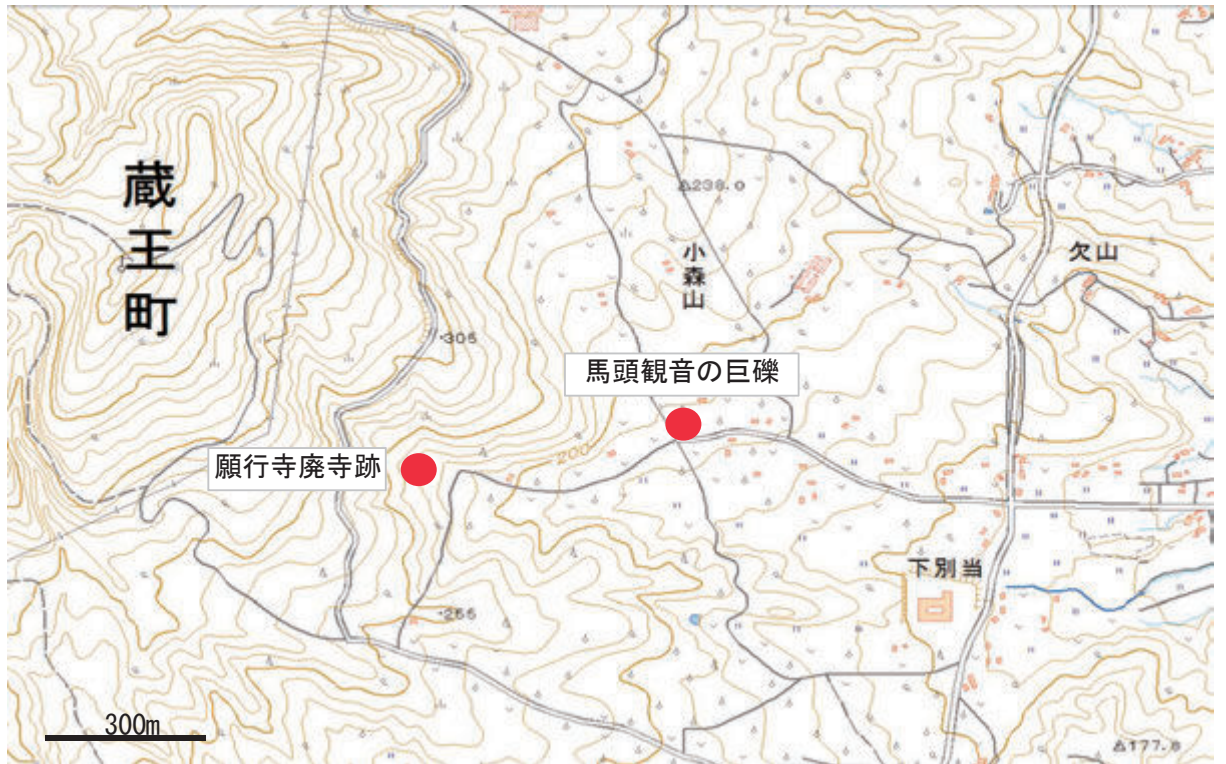 蔵王町
△238.0
小森山
欠山
・305
馬頭観音の巨礫
200
願行寺廃寺跡
下別当
・255
300m
△177.8